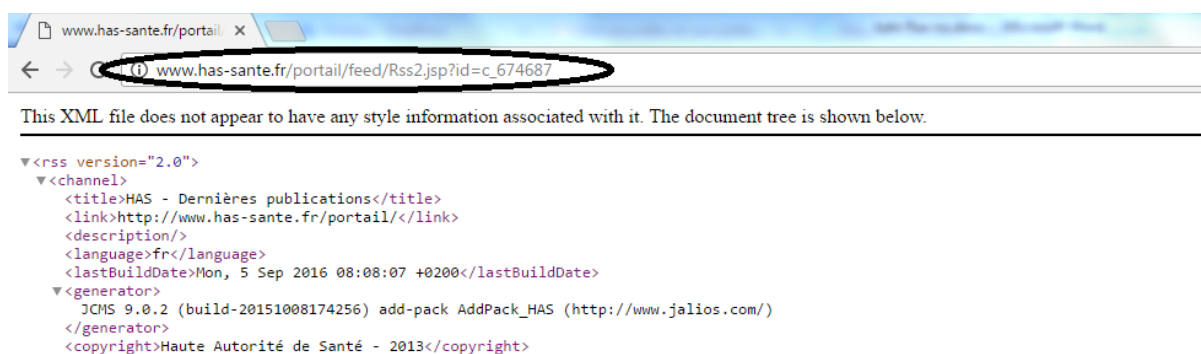 www.has-sante.fr/portail
www.has-sante.fr/portail/feed/Rss2.jsp?id=c_674687
This XML file does not appear to have any style information associated with it. The document tree is shown below.
▼<rss version="2.0">
▼<channel>
<title>HAS - Dernières publications</title>
<link>http://www.has-sante.fr/portail/</link>
<description/>
<language>fr</language>
<lastBuildDate>Mon, 5 Sep 2016 08:08:07 +0200</lastBuildDate>
▼<generator>
JCMS 9.0.2 (build-20151008174256) add-pack AddPack_HAS (http://www.jalios.com/)
</generator>
<copyright>Haute Autorité de Santé - 2013</copyright>